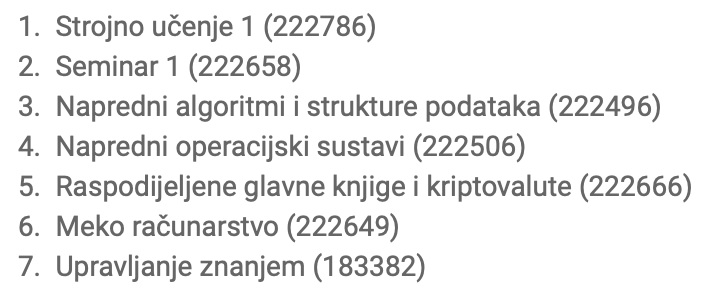 1. Strojno učenje 1 (222786)
2. Seminar 1 (222658)
3. Napredni algoritmi i strukture podataka (222496)
4. Napredni operacijski sustavi (222506)
5. Raspodijeljene glavne knjige i kriptovalute (222666)
6. Meko računarstvo (222649)
7. Upravljanje znanjem (183382)